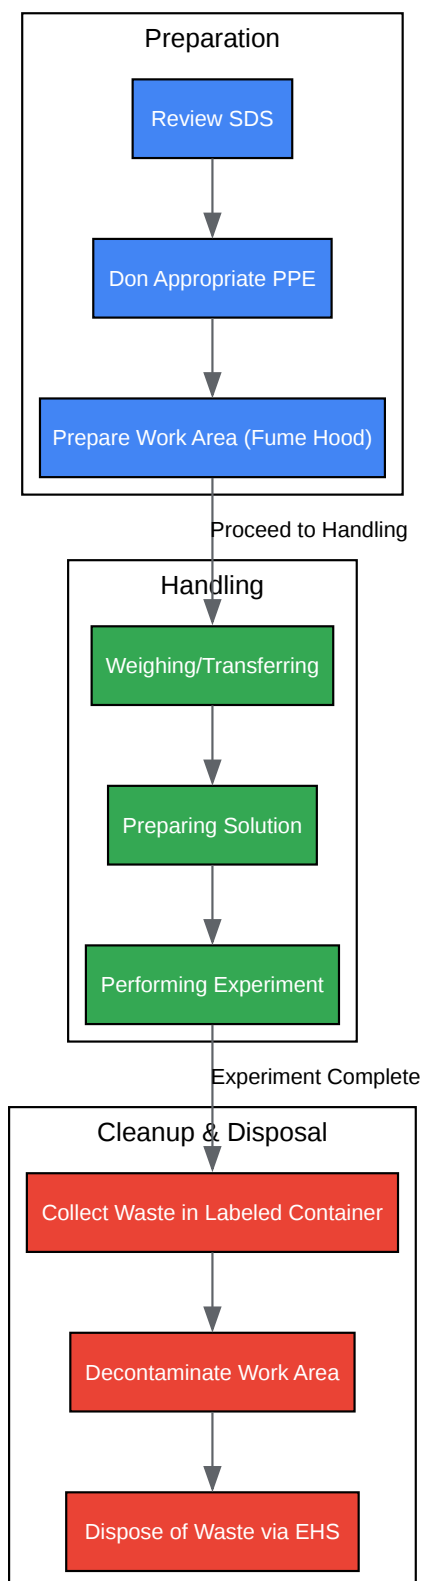 Preparation
Review SDS
Don Appropriate PPE
Prepare Work Area (Fume Hood)
Proceed to Handling
Handling
Weighing/Transferring
Preparing Solution
Performing Experiment
Experiment Complete
Cleanup & Disposal
Collect Waste in Labeled Container
Decontaminate Work Area
Dispose of Waste via EHS